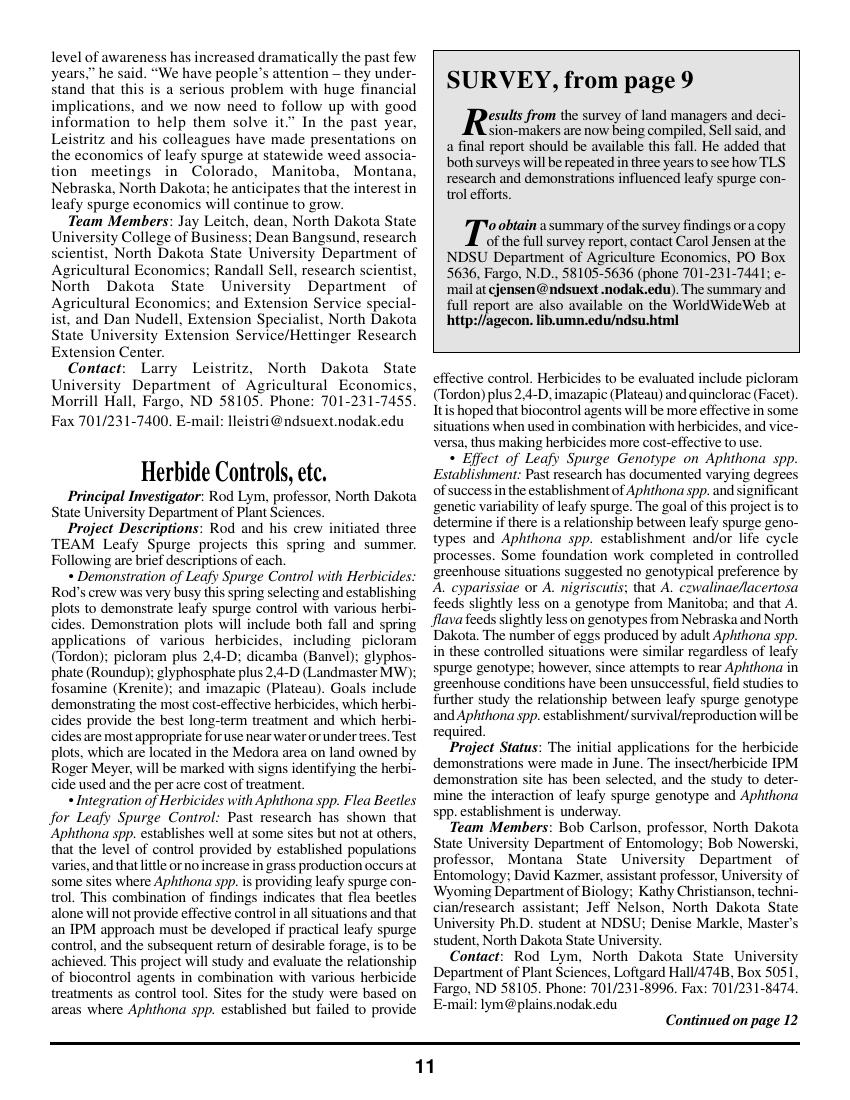 level of awareness has increased dramatically the past few
years,” he said. “We have people’s attention – they under-
stand that this is a serious problem with huge financial
implications, and we now need to follow up with good
information to help them solve it.” In the past year,
Leistritz and his colleagues have made presentations on
the economics of leafy spurge at statewide weed associa-
tion meetings in Colorado, Manitoba, Montana,
Nebraska, North Dakota; he anticipates that the interest in
leafy spurge economics will continue to grow.
Team Members: Jay Leitch, dean, North Dakota State
University College of Business; Dean Bangsund, research
scientist, North Dakota State University Department of
Agricultural Economics; Randall Sell, research scientist,
North Dakota State University Department of
Agricultural Economics; and Extension Service special-
ist, and Dan Nudell, Extension Specialist, North Dakota
State University Extension Service/Hettinger Research
Extension Center.
Contact: Larry Leistritz, North Dakota State
University Department of Agricultural Economics,
Morrill Hall, Fargo, ND 58105. Phone: 701-231-7455.
Fax 701/231-7400. E-mail: lleistri@ndsuext.nodak.edu
Herbide Controls, etc.
Principal Investigator: Rod Lym, professor, North Dakota
State University Department of Plant Sciences.
Project Descriptions: Rod and his crew initiated three
TEAM Leafy Spurge projects this spring and summer.
Following are brief descriptions of each.
• Demonstration of Leafy Spurge Control with Herbicides:
Rod’s crew was very busy this spring selecting and establishing
plots to demonstrate leafy spurge control with various herbi-
cides. Demonstration plots will include both fall and spring
applications of various herbicides, including picloram
(Tordon); picloram plus 2,4-D; dicamba (Banvel); glyphos-
phate (Roundup); glyphosphate plus 2,4-D (Landmaster MW);
fosamine (Krenite); and imazapic (Plateau). Goals include
demonstrating the most cost-effective herbicides, which herbi-
cides provide the best long-term treatment and which herbi-
cides are most appropriate for use near water or under trees. Test
plots, which are located in the Medora area on land owned by
Roger Meyer, will be marked with signs identifying the herbi-
cide used and the per acre cost of treatment.
• Integration of Herbicides with Aphthona spp. Flea Beetles
for Leafy Spurge Control: Past research has shown that
Aphthona spp. establishes well at some sites but not at others,
that the level of control provided by established populations
varies, and that little or no increase in grass production occurs at
some sites where Aphthona spp. is providing leafy spurge con-
trol. This combination of findings indicates that flea beetles
alone will not provide effective control in all situations and that
an IPM approach must be developed if practical leafy spurge
control, and the subsequent return of desirable forage, is to be
achieved. This project will study and evaluate the relationship
of biocontrol agents in combination with various herbicide
treatments as control tool. Sites for the study were based on
areas where Aphthona spp. established but failed to provide
SURVEY, from page 9
Results from the survey of land managers and deci-
sion-makers are now being compiled, Sell said, and
a final report should be available this fall. He added that
both surveys will be repeated in three years to see how TLS
research and demonstrations influenced leafy spurge con-
trol efforts.
To obtain a summary of the survey findings or a copy
of the full survey report, contact Carol Jensen at the
NDSU Department of Agriculture Economics, PO Box
5636, Fargo, N.D., 58105-5636 (phone 701-231-7441; e-
mail at cjensen@ndsuext .nodak.edu). The summary and
full report are also available on the WorldWideWeb at
http://agecon. lib.umn.edu/ndsu.html
effective control. Herbicides to be evaluated include picloram
(Tordon) plus 2,4-D, imazapic (Plateau) and quinclorac (Facet).
It is hoped that biocontrol agents will be more effective in some
situations when used in combination with herbicides, and vice-
versa, thus making herbicides more cost-effective to use.
• Effect of Leafy Spurge Genotype on Aphthona spp.
Establishment: Past research has documented varying degrees
of success in the establishment of Aphthona spp. and significant
genetic variability of leafy spurge. The goal of this project is to
determine if there is a relationship between leafy spurge geno-
types and Aphthona spp. establishment and/or life cycle
processes. Some foundation work completed in controlled
greenhouse situations suggested no genotypical preference by
A. cyparissiae or A. nigriscutis; that A. czwalinae/lacertosa
feeds slightly less on a genotype from Manitoba; and that A.
flava feeds slightly less on genotypes from Nebraska and North
Dakota. The number of eggs produced by adult Aphthona spp.
in these controlled situations were similar regardless of leafy
spurge genotype; however, since attempts to rear Aphthona in
greenhouse conditions have been unsuccessful, field studies to
further study the relationship between leafy spurge genotype
and Aphthona spp. establishment/ survival/reproduction will be
required.
Project Status: The initial applications for the herbicide
demonstrations were made in June. The insect/herbicide IPM
demonstration site has been selected, and the study to deter-
mine the interaction of leafy spurge genotype and Aphthona
spp. establishment is underway.
Team Members: Bob Carlson, professor, North Dakota
State University Department of Entomology; Bob Nowerski,
professor, Montana State University Department of
Entomology; David Kazmer, assistant professor, University of
Wyoming Department of Biology; Kathy Christianson, techni-
cian/research assistant; Jeff Nelson, North Dakota State
University Ph.D. student at NDSU; Denise Markle, Master’s
student, North Dakota State University.
Contact: Rod Lym, North Dakota State University
Department of Plant Sciences, Loftgard Hall/474B, Box 5051,
Fargo, ND 58105. Phone: 701/231-8996. Fax: 701/231-8474.
E-mail: lym@plains.nodak.edu
Continued on page 12
11